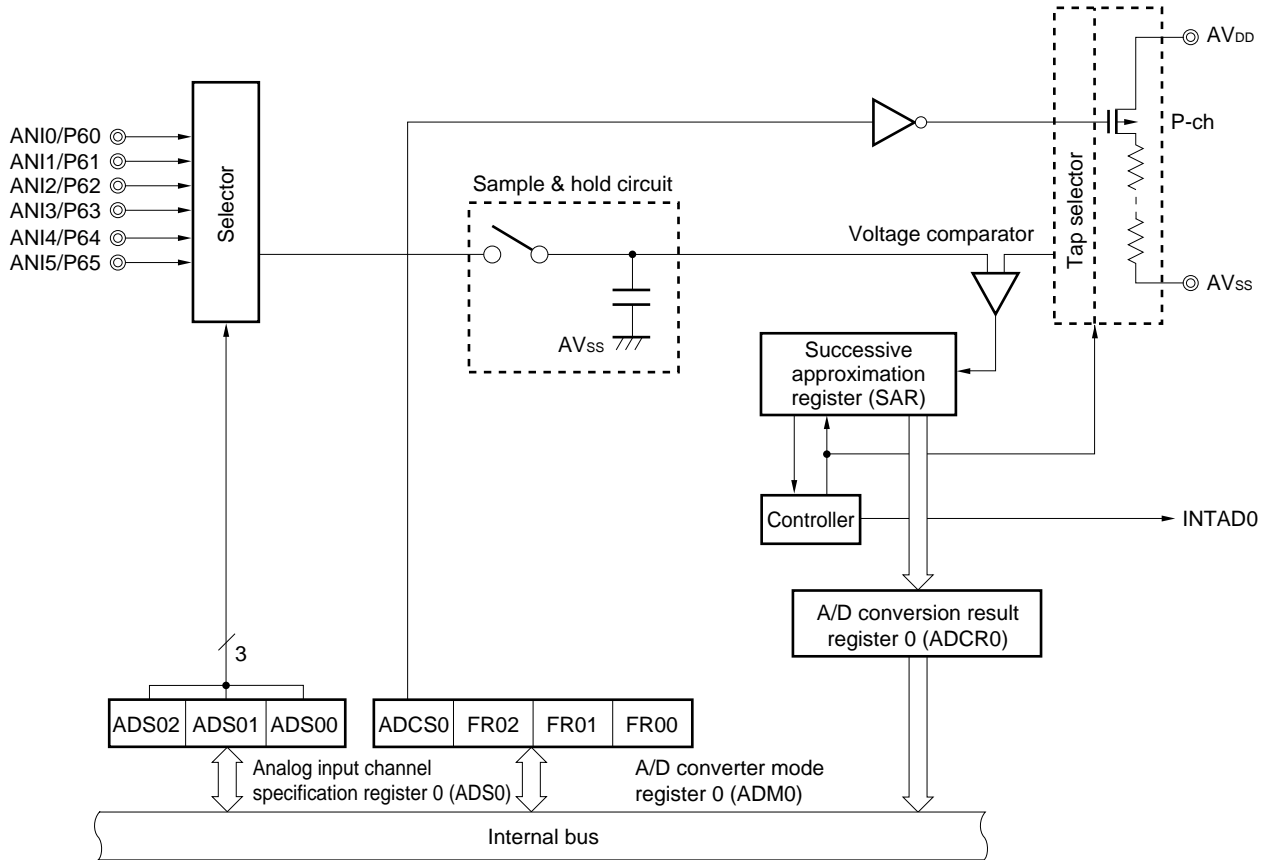 AVDD
P-ch
ANI0/P60
ANI1/P61
ANI2/P62
ANI3/P63
ANI4/P64
ANI5/P65
Selector
Sample & hold circuit
AVSS
Voltage comparator
Tap selector
AVSS
Successive
approximation
register (SAR)
Controller
INTAD0
A/D conversion result
register 0 (ADCR0)
3
ADS02
ADS01
ADS00
ADCS0
FR02
FR01
FR00
Analog input channel
specification register 0 (ADS0)
A/D converter mode
register 0 (ADM0)
Internal bus